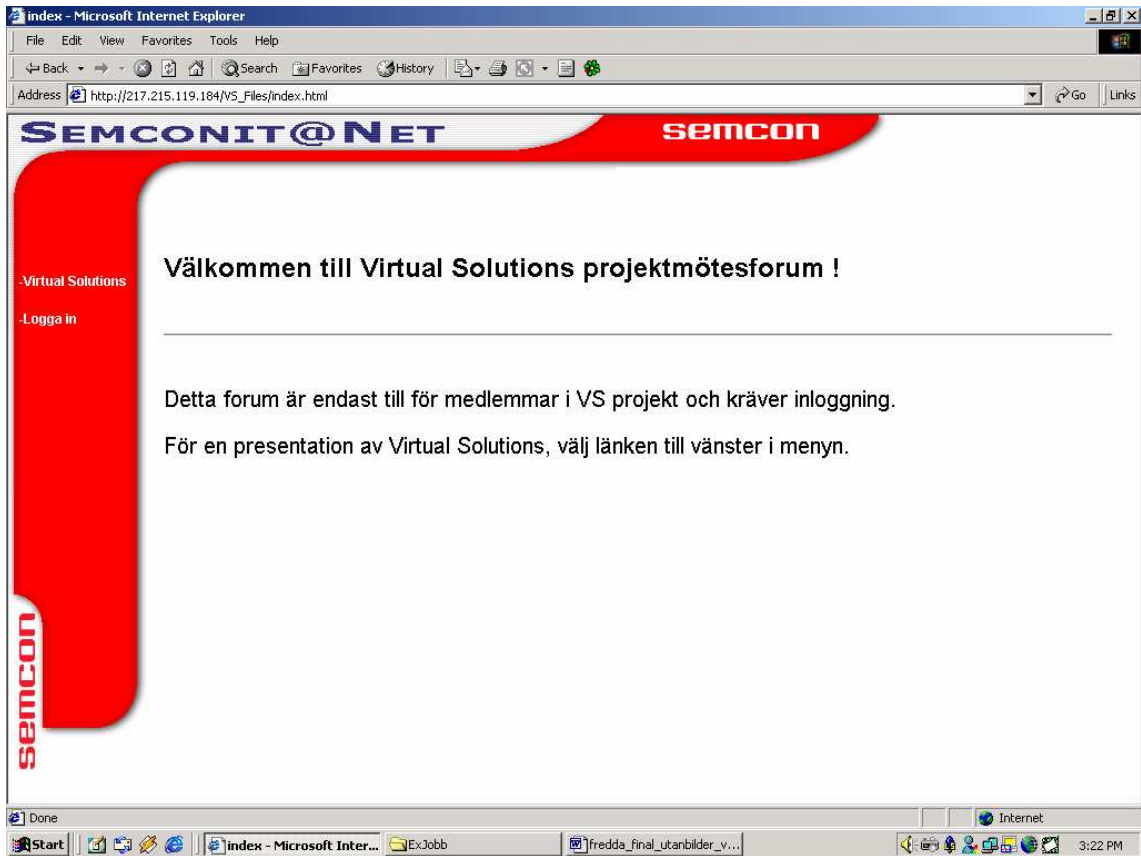 index - Microsoft Internet Explorer
File Edit View Favorites Tools Help
Back Search Favorites History
Address http://217.215.119.184/VS_Files/index.html Go Links
SEMCONIT@NET semcon
Välkommen till Virtual Solutions projektmötesforum !
-Virtual Solutions
-Logga in
Detta forum är endast till för medlemmar i VS projekt och kräver inloggning.
För en presentation av Virtual Solutions, välj länken till vänster i menyn.
semcon
Done Internet
Start index - Microsoft Inter... ExJobb fredda_final_utanbilder_v... 3:22 PM